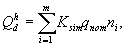 Q_d^h = \sum_{i=1}^{m} K_{sim} q_{nom} n_i,